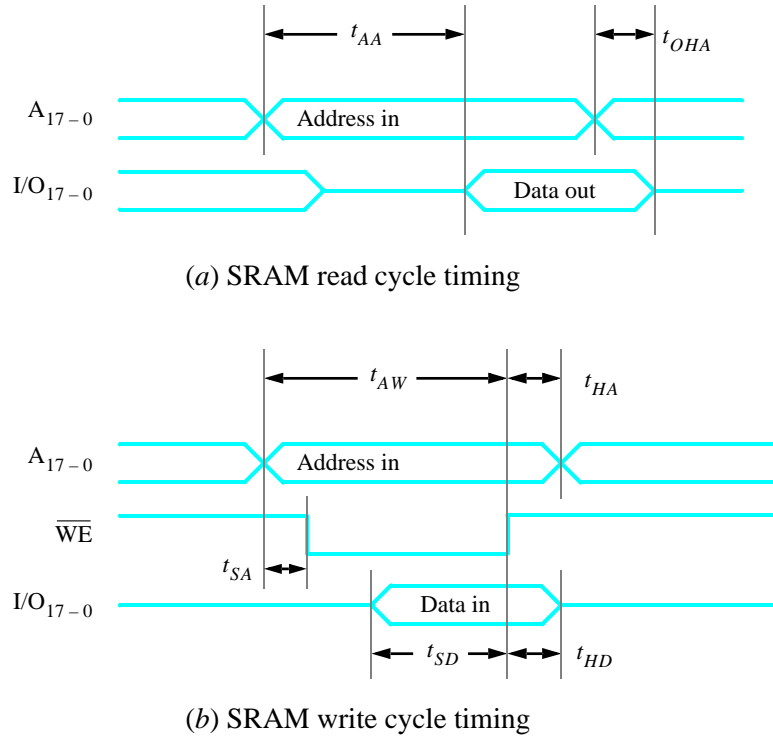 t_AA
t_OHA
A_17–0 Address in
I/O_17–0 Data out
(a) SRAM read cycle timing
t_AW
t_HA
A_17–0 Address in
W̅E̅
t_SA
I/O_17–0 Data in
t_SD
t_HD
(b) SRAM write cycle timing